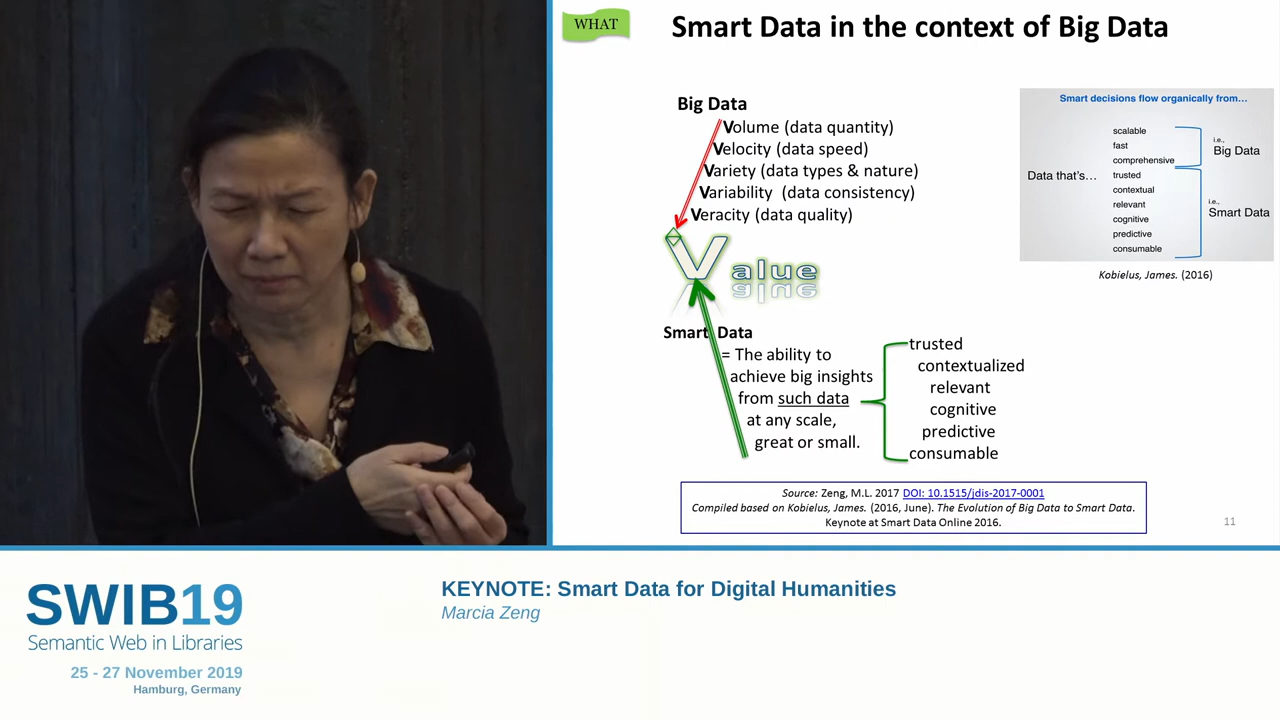 WHAT
Smart Data in the context of Big Data
Big Data
Volume (data quantity)
Velocity (data speed)
Variety (data types & nature)
Variability (data consistency)
Veracity (data quality)
Value
Smart Data
= The ability to
achieve big insights
from such data
at any scale,
great or small.
trusted
contextualized
relevant
cognitive
predictive
consumable
Smart decisions flow organically from...
Data that's...
scalable
fast
comprehensive
trusted
contextual
relevant
cognitive
predictive
consumable
i.e.,
Big Data
i.e.,
Smart Data
Kobielus, James. (2016)
Source: Zeng, M.L. 2017 DOI: 10.1515/jdis-2017-0001
Compiled based on Kobielus, James. (2016, June). The Evolution of Big Data to Smart Data.
Keynote at Smart Data Online 2016.
11
SWIB19
Semantic Web in Libraries
25 - 27 November 2019
Hamburg, Germany
KEYNOTE: Smart Data for Digital Humanities
Marcia Zeng